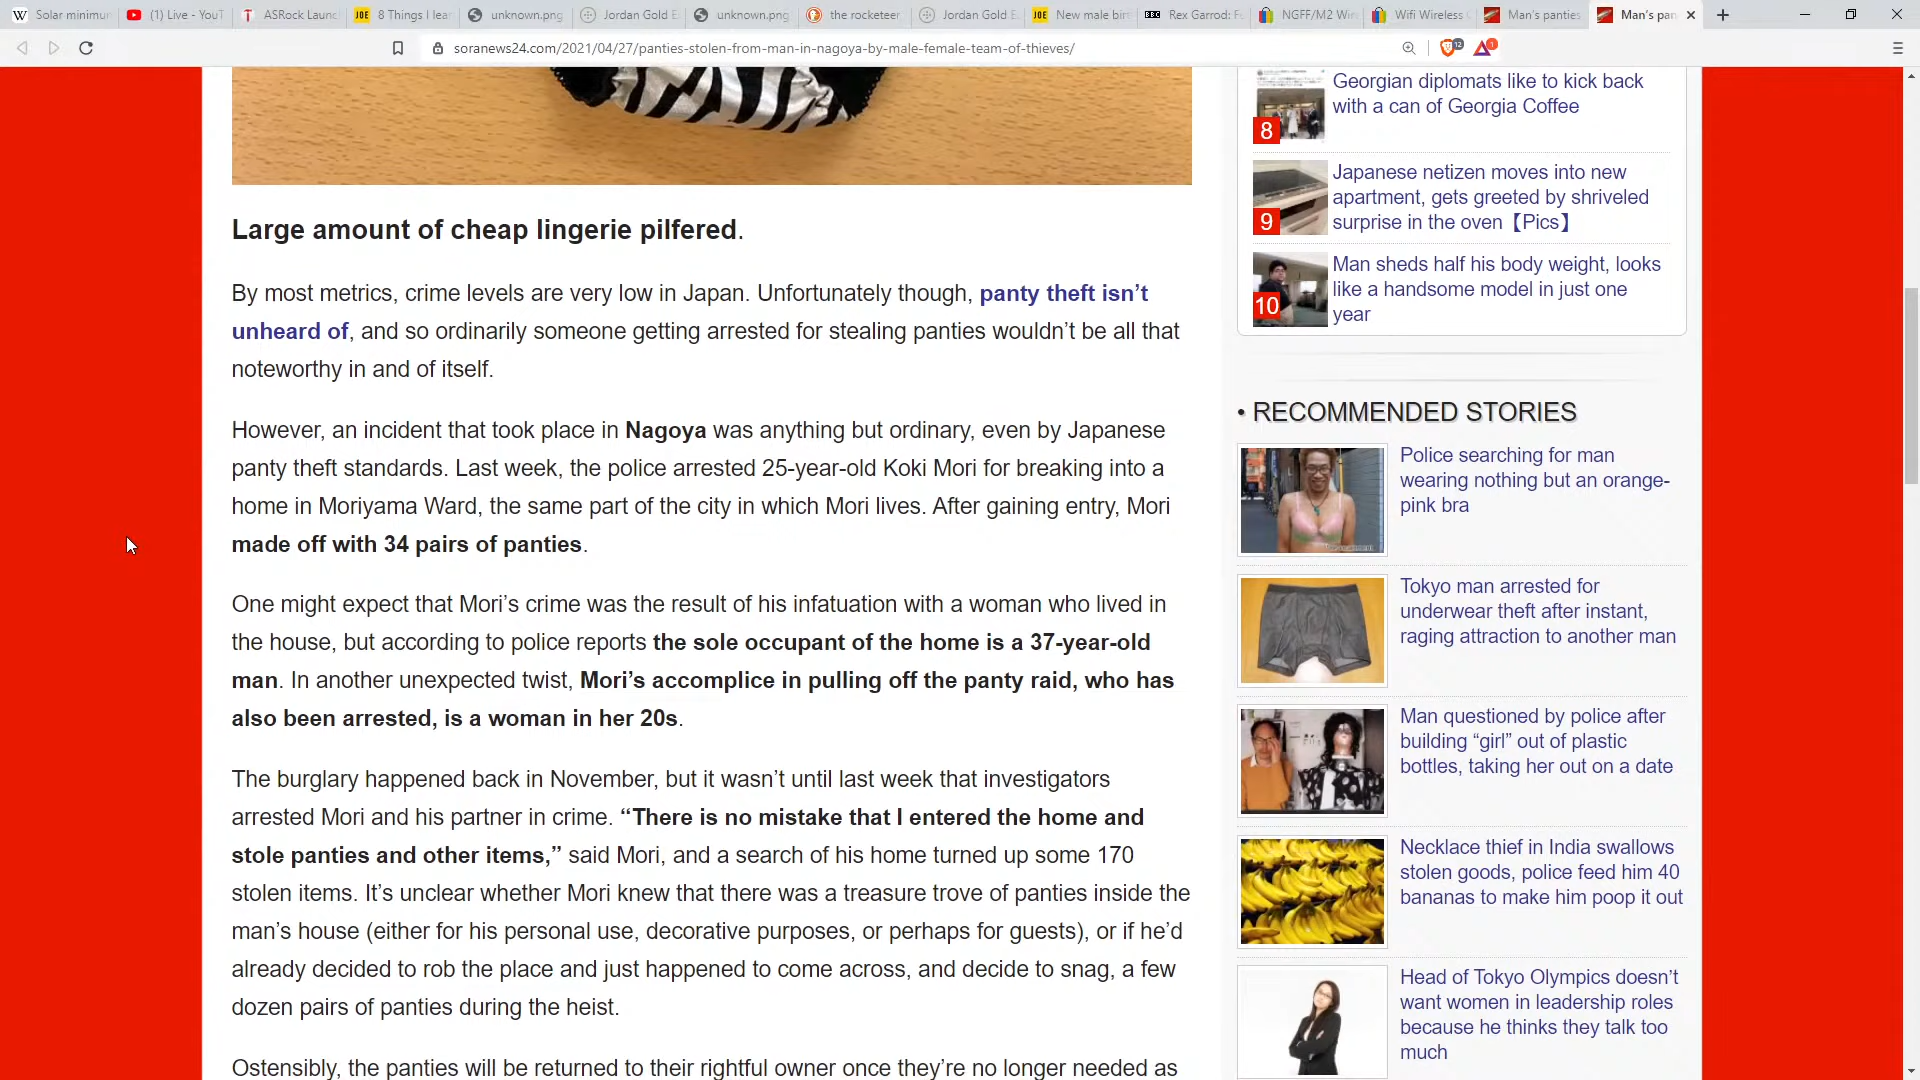 Solar minimum
(1) Live - YouT
ASRock Launc
8 Things I lear
unknown.png
Jordan Gold E
unknown.png
the rocketeer
Jordan Gold E
New male birt
Rex Garrod: Fu
NGFF/M2 Wir
Wifi Wireless
Man's panties
Man's pan
soranews24.com/2021/04/27/panties-stolen-from-man-in-nagoya-by-male-female-team-of-thieves/
12
1
Large amount of cheap lingerie pilfered.
By most metrics, crime levels are very low in Japan. Unfortunately though, panty theft isn’t
unheard of, and so ordinarily someone getting arrested for stealing panties wouldn’t be all that
noteworthy in and of itself.
However, an incident that took place in Nagoya was anything but ordinary, even by Japanese
panty theft standards. Last week, the police arrested 25-year-old Koki Mori for breaking into a
home in Moriyama Ward, the same part of the city in which Mori lives. After gaining entry, Mori
made off with 34 pairs of panties.
One might expect that Mori’s crime was the result of his infatuation with a woman who lived in
the house, but according to police reports the sole occupant of the home is a 37-year-old
man. In another unexpected twist, Mori’s accomplice in pulling off the panty raid, who has
also been arrested, is a woman in her 20s.
The burglary happened back in November, but it wasn’t until last week that investigators
arrested Mori and his partner in crime. “There is no mistake that I entered the home and
stole panties and other items,” said Mori, and a search of his home turned up some 170
stolen items. It’s unclear whether Mori knew that there was a treasure trove of panties inside the
man’s house (either for his personal use, decorative purposes, or perhaps for guests), or if he’d
already decided to rob the place and just happened to come across, and decide to snag, a few
dozen pairs of panties during the heist.
Ostensibly, the panties will be returned to their rightful owner once they’re no longer needed as
Georgian diplomats like to kick back
with a can of Georgia Coffee
8
Japanese netizen moves into new
apartment, gets greeted by shriveled
surprise in the oven【Pics】
9
Man sheds half his body weight, looks
like a handsome model in just one
year
10
• RECOMMENDED STORIES
Police searching for man
wearing nothing but an orange-
pink bra
Tokyo man arrested for
underwear theft after instant,
raging attraction to another man
Man questioned by police after
building “girl” out of plastic
bottles, taking her out on a date
Necklace thief in India swallows
stolen goods, police feed him 40
bananas to make him poop it out
Head of Tokyo Olympics doesn’t
want women in leadership roles
because he thinks they talk too
much